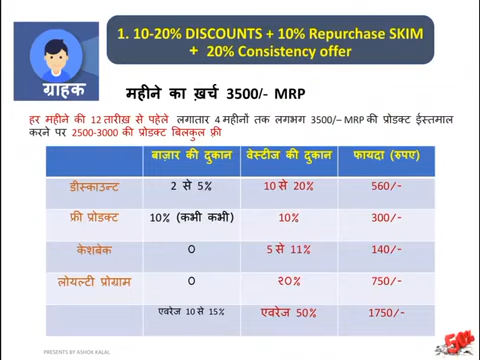 1. 10-20% DISCOUNTS + 10% Repurchase SKIM
+ 20% Consistency offer
ग्राहक
महीने का ख़र्च 3500/- MRP
हर महीने की 12 तारीख़ से पहेले लगातार 4 महीनों तक लगभग 3500/– MRP की प्रोडक्ट ईस्तमाल
करने पर 2500-3000 की प्रोडक्ट बिलकुल फ्री
बाज़ार की दुकान वेस्टीज की दुकान फायदा (रुपए)
डीस्काउन्ट 2 से 5% 10 से 20% 560/-
फ्री प्रोडक्ट 10% (कभी कभी) 10% 300/-
केशबेक 0 5 से 11% 140/-
लोयल्टी प्रोग्राम 0 २०% 750/-
एवरेज 10 से 15% एवरेज 50% 1750/-
PRESENTS BY ASHOK KALAL
50%